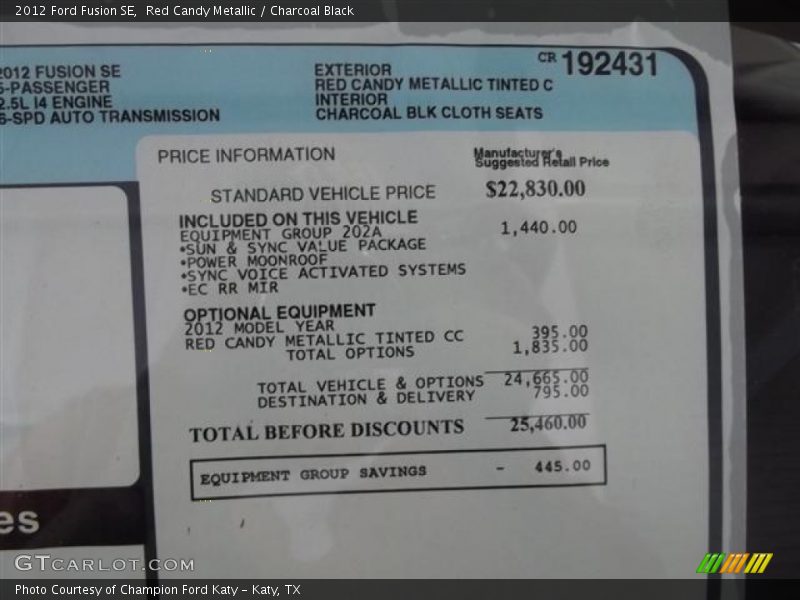 2012 Ford Fusion SE, Red Candy Metallic / Charcoal Black
CR 192431
2012 FUSION SE
5-PASSENGER
2.5L I4 ENGINE
6-SPD AUTO TRANSMISSION
EXTERIOR
RED CANDY METALLIC TINTED C
INTERIOR
CHARCOAL BLK CLOTH SEATS
PRICE INFORMATION
Manufacturer's
Suggested Retail Price
STANDARD VEHICLE PRICE $22,830.00
INCLUDED ON THIS VEHICLE
EQUIPMENT GROUP 202A 1,440.00
•SUN & SYNC VALUE PACKAGE
•POWER MOONROOF
•SYNC VOICE ACTIVATED SYSTEMS
•EC RR MIR
OPTIONAL EQUIPMENT
2012 MODEL YEAR
RED CANDY METALLIC TINTED CC 395.00
TOTAL OPTIONS 1,835.00
TOTAL VEHICLE & OPTIONS 24,665.00
DESTINATION & DELIVERY 795.00
TOTAL BEFORE DISCOUNTS 25,460.00
EQUIPMENT GROUP SAVINGS - 445.00
es
GTCARLOT.COM
Photo Courtesy of Champion Ford Katy - Katy, TX